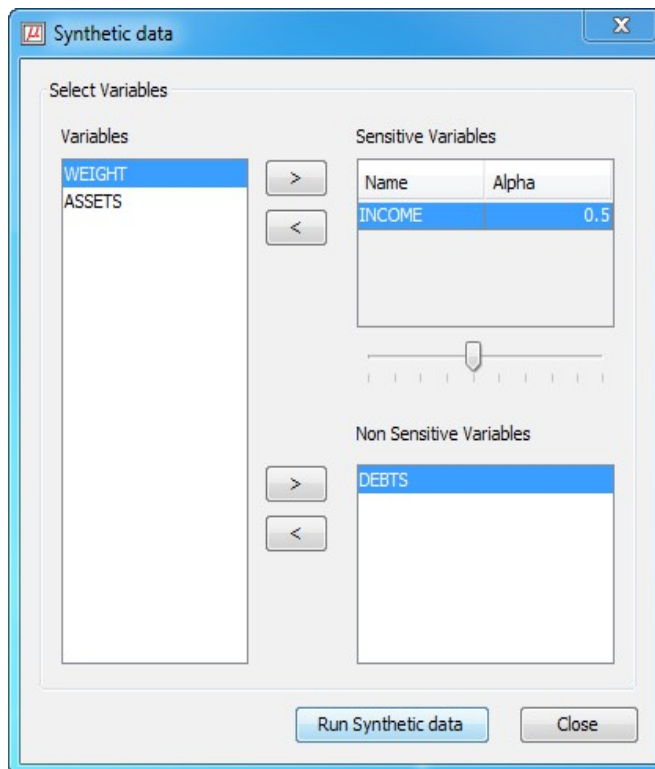 μ Synthetic data X
Select Variables
Variables
WEIGHT
ASSETS
>
<
Sensitive Variables
Name Alpha
INCOME 0.5
Non Sensitive Variables
>
<
DEBTS
Run Synthetic data Close